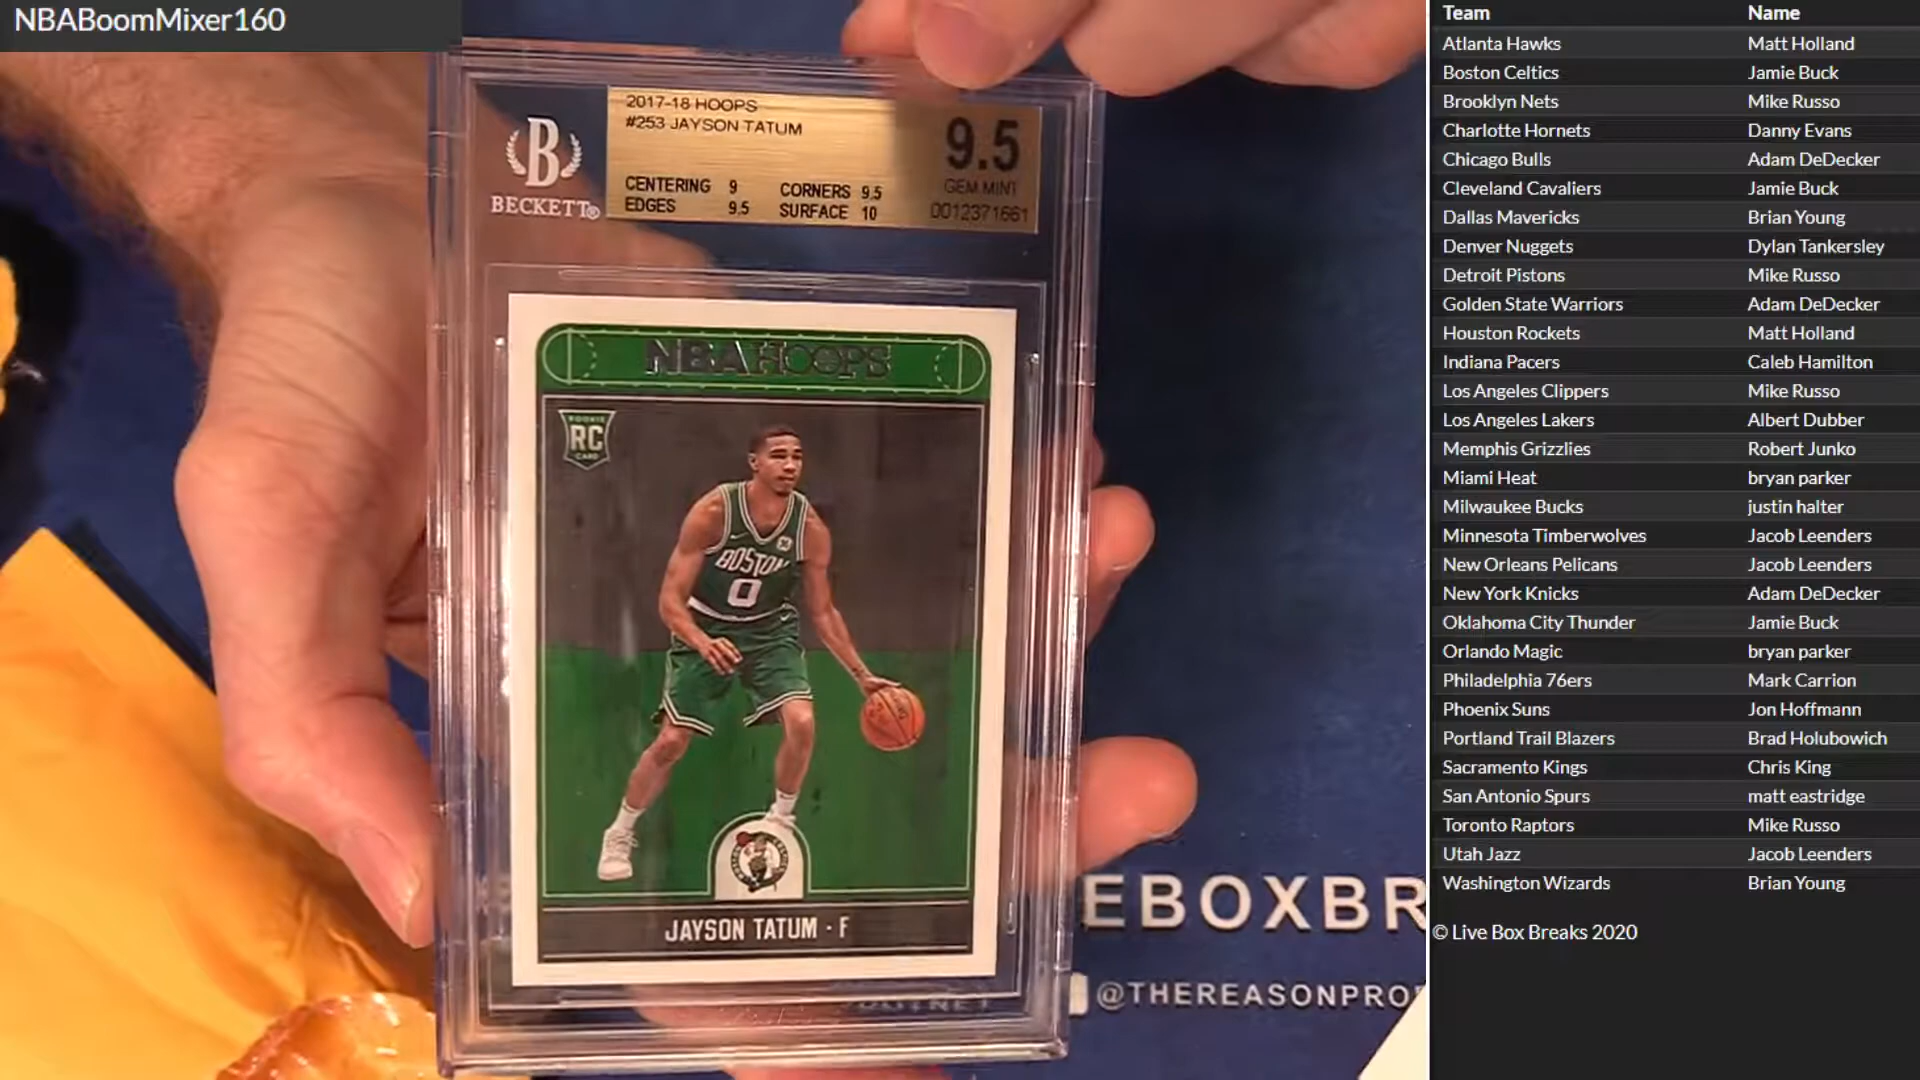 NBABoomMixer160
2017-18 HOOPS
#253 JAYSON TATUM
9.5
GEM MINT
0012371661
CENTERING 9 CORNERS 9.5
EDGES 9.5 SURFACE 10
B
BECKETT®
NBA HOOPS
ROOKIE
RC
CARD
BOSTON
0
JAYSON TATUM · F
EBOXBR
@THEREASONPRO
Team Name
Atlanta Hawks Matt Holland
Boston Celtics Jamie Buck
Brooklyn Nets Mike Russo
Charlotte Hornets Danny Evans
Chicago Bulls Adam DeDecker
Cleveland Cavaliers Jamie Buck
Dallas Mavericks Brian Young
Denver Nuggets Dylan Tankersley
Detroit Pistons Mike Russo
Golden State Warriors Adam DeDecker
Houston Rockets Matt Holland
Indiana Pacers Caleb Hamilton
Los Angeles Clippers Mike Russo
Los Angeles Lakers Albert Dubber
Memphis Grizzlies Robert Junko
Miami Heat bryan parker
Milwaukee Bucks justin halter
Minnesota Timberwolves Jacob Leenders
New Orleans Pelicans Jacob Leenders
New York Knicks Adam DeDecker
Oklahoma City Thunder Jamie Buck
Orlando Magic bryan parker
Philadelphia 76ers Mark Carrion
Phoenix Suns Jon Hoffmann
Portland Trail Blazers Brad Holubowich
Sacramento Kings Chris King
San Antonio Spurs matt eastridge
Toronto Raptors Mike Russo
Utah Jazz Jacob Leenders
Washington Wizards Brian Young
© Live Box Breaks 2020